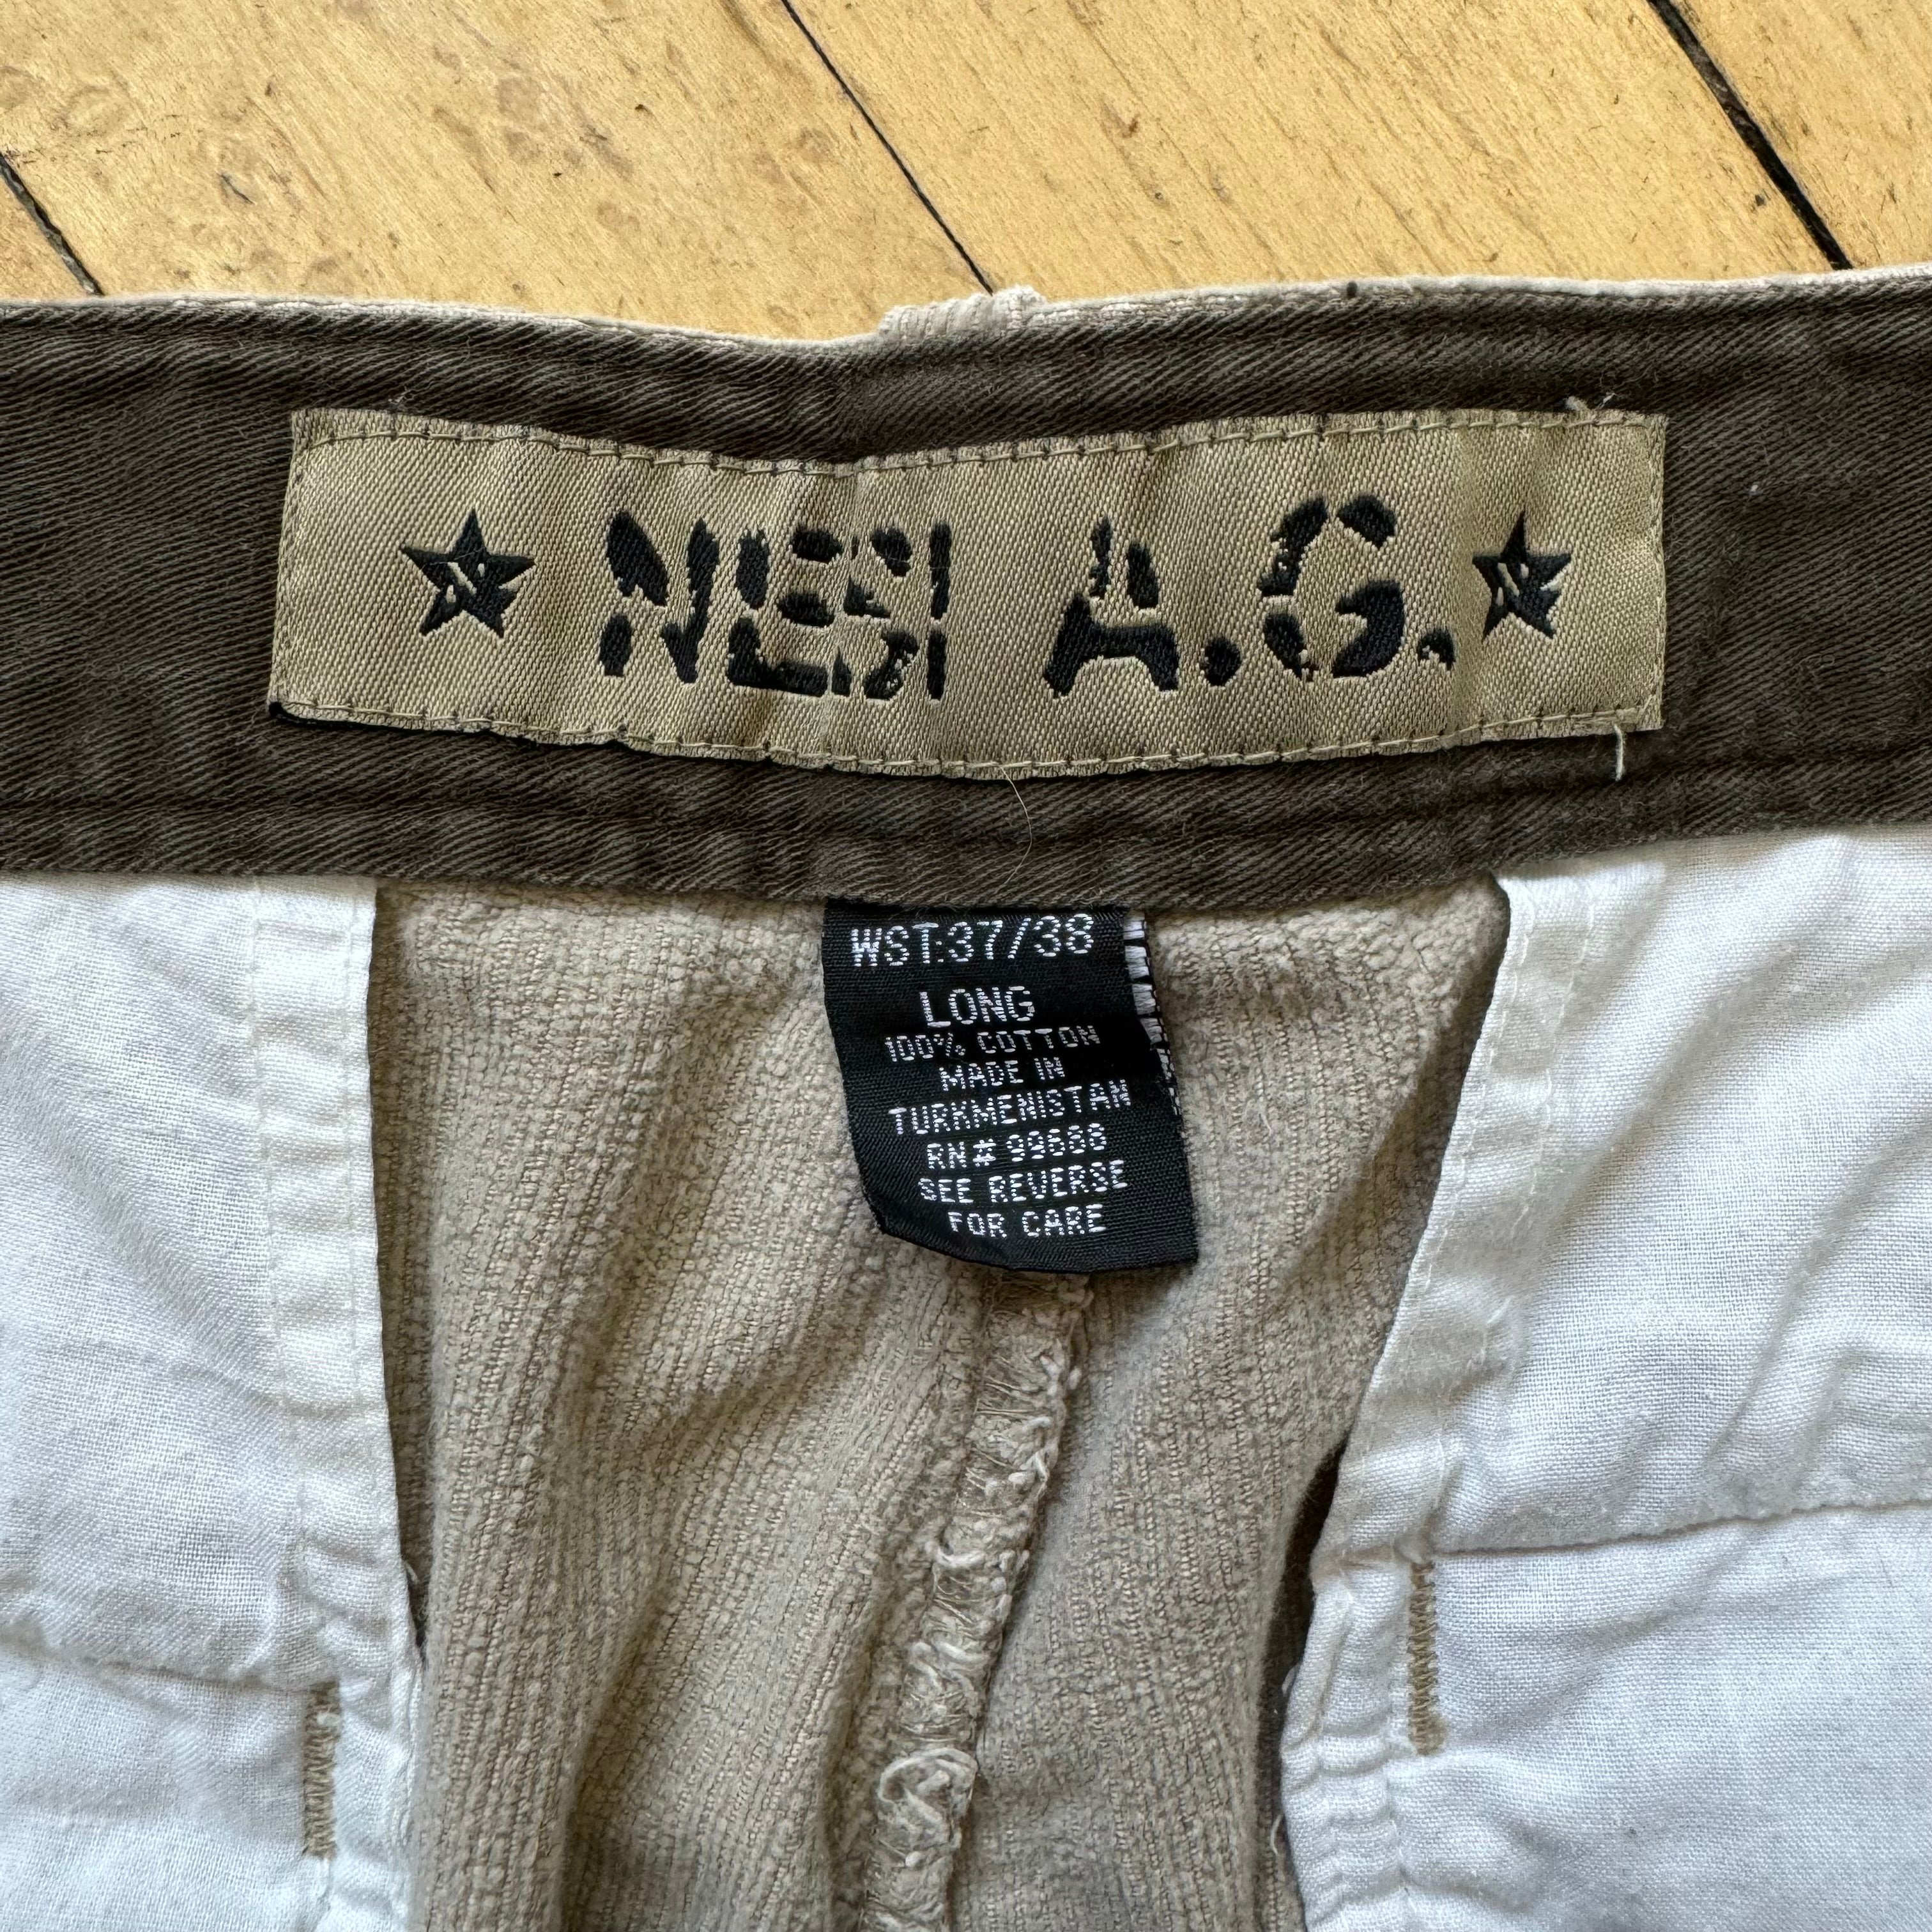 NESI A.G.
WST:37/38
LONG
100% COTTON
MADE IN
TURKMENISTAN
RN# 99688
SEE REVERSE
FOR CARE